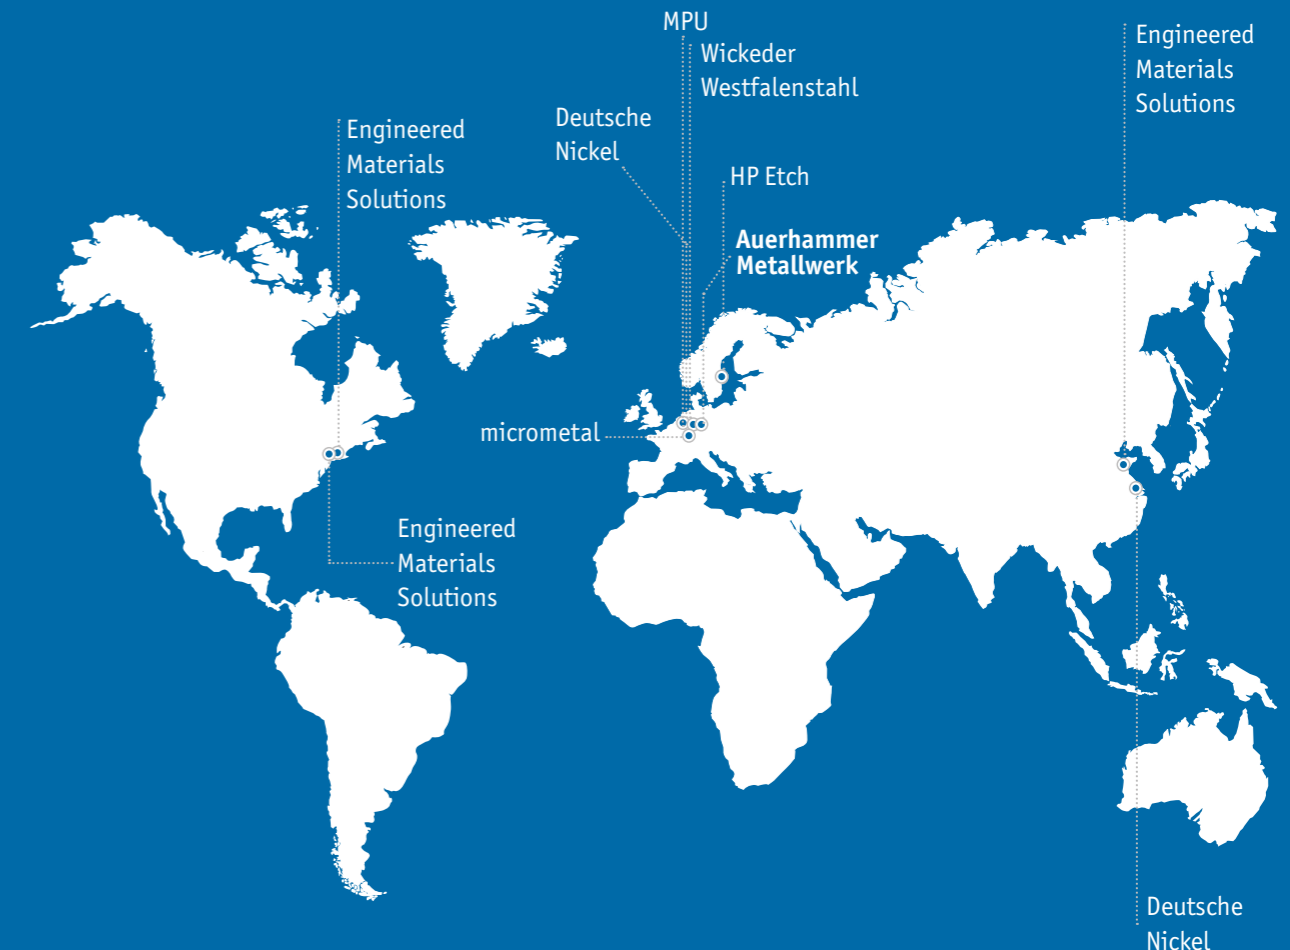 MPU
Wickeder
Westfalenstahl
Engineered
Materials
Solutions
Deutsche
Nickel
Engineered
Materials
Solutions
HP Etch
Auerhammer
Metallwerk
micrometal
Engineered
Materials
Solutions
Deutsche
Nickel